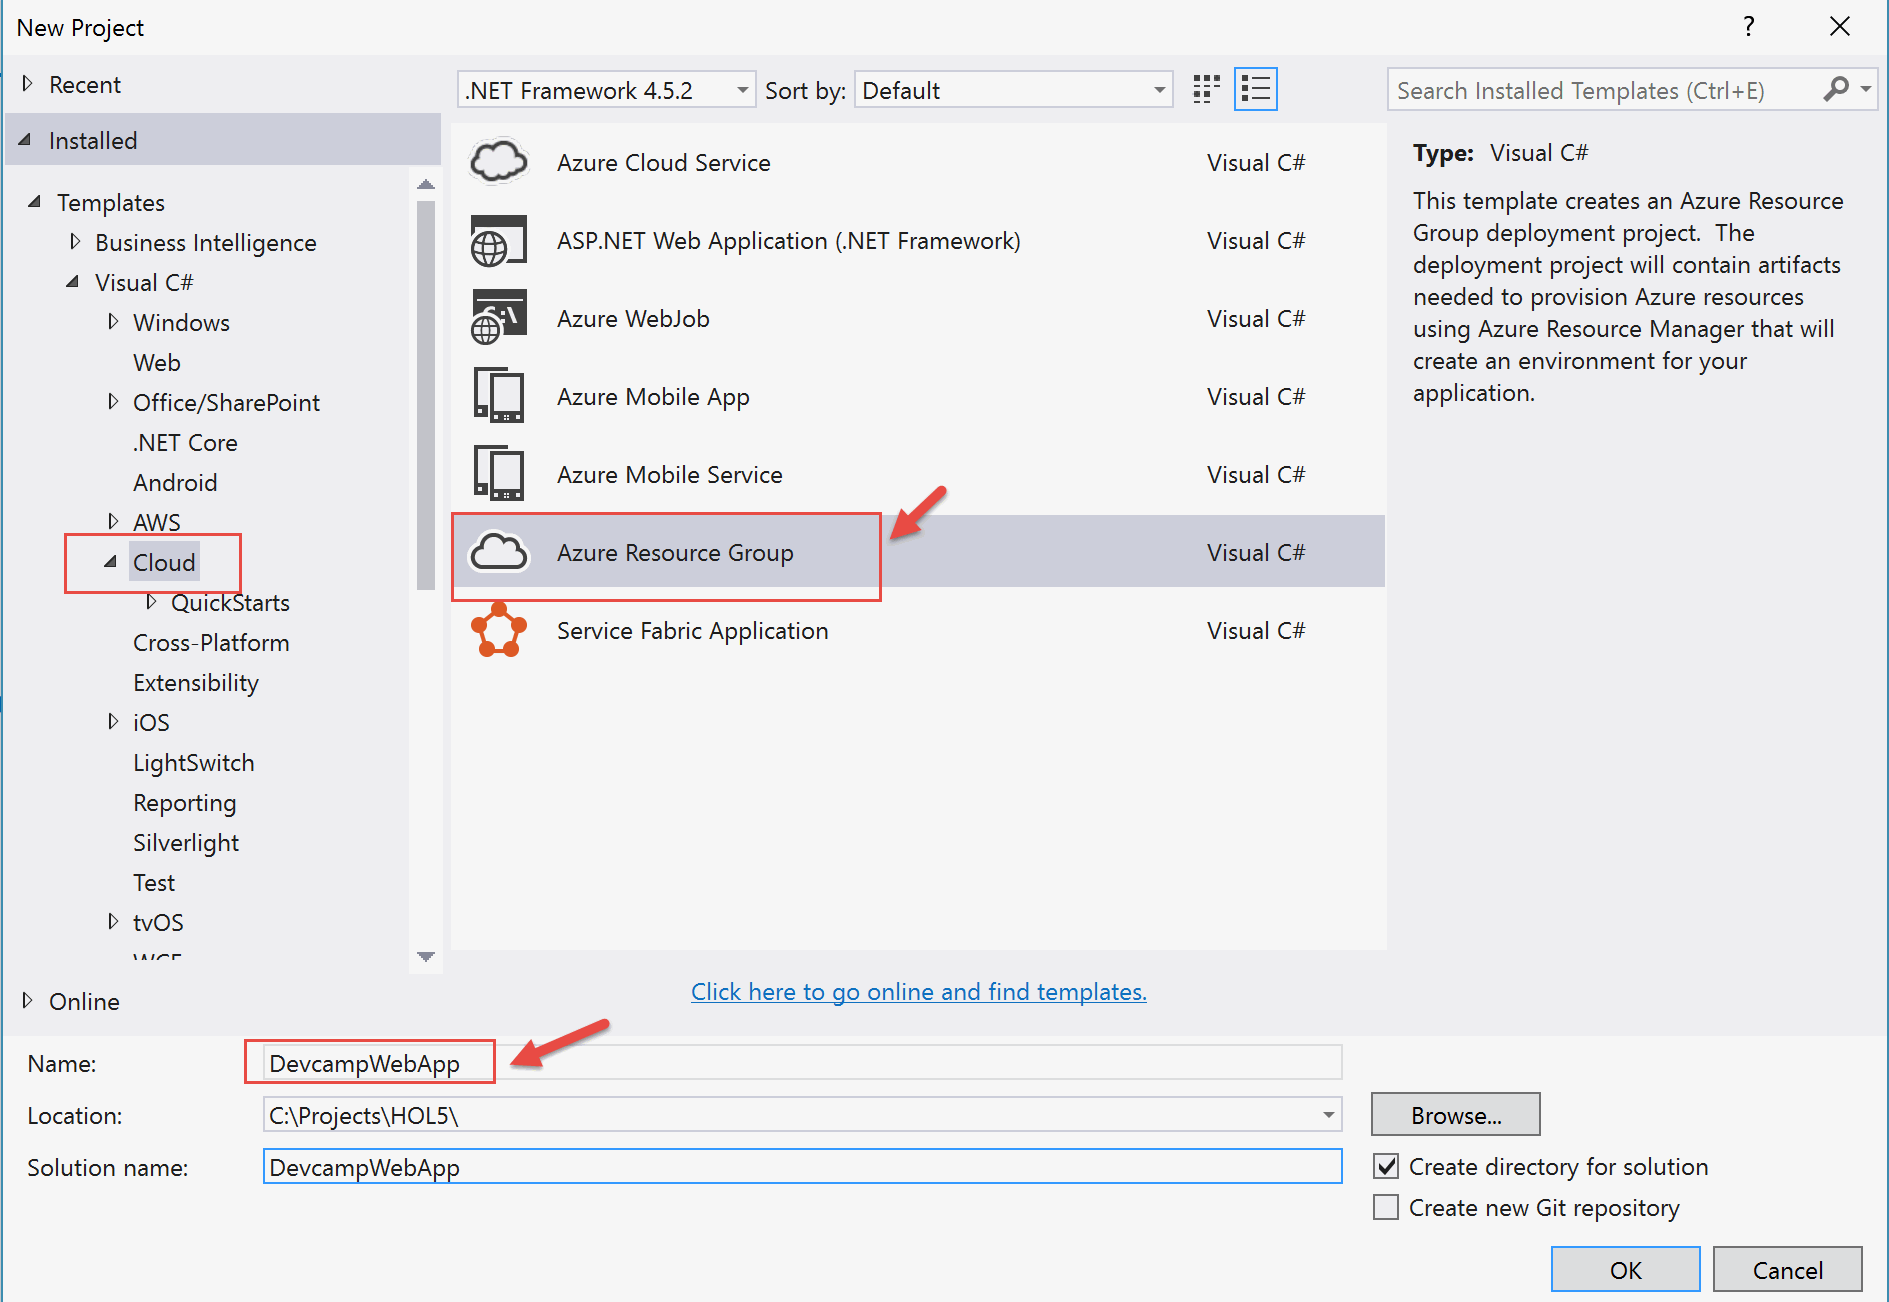 New Project
?
Recent
Installed
Templates
Business Intelligence
Visual C#
Windows
Web
Office/SharePoint
.NET Core
Android
AWS
Cloud
QuickStarts
Cross-Platform
Extensibility
iOS
LightSwitch
Reporting
Silverlight
Test
tvOS
WCF
Online
.NET Framework 4.5.2
Sort by:
Default
Search Installed Templates (Ctrl+E)
Azure Cloud Service Visual C#
ASP.NET Web Application (.NET Framework) Visual C#
Azure WebJob Visual C#
Azure Mobile App Visual C#
Azure Mobile Service Visual C#
Azure Resource Group Visual C#
Service Fabric Application Visual C#
Click here to go online and find templates.
Type: Visual C#
This template creates an Azure Resource
Group deployment project. The
deployment project will contain artifacts
needed to provision Azure resources
using Azure Resource Manager that will
create an environment for your
application.
Name: DevcampWebApp
Location: C:\Projects\HOL5\
Browse...
Solution name: DevcampWebApp
Create directory for solution
Create new Git repository
OK
Cancel